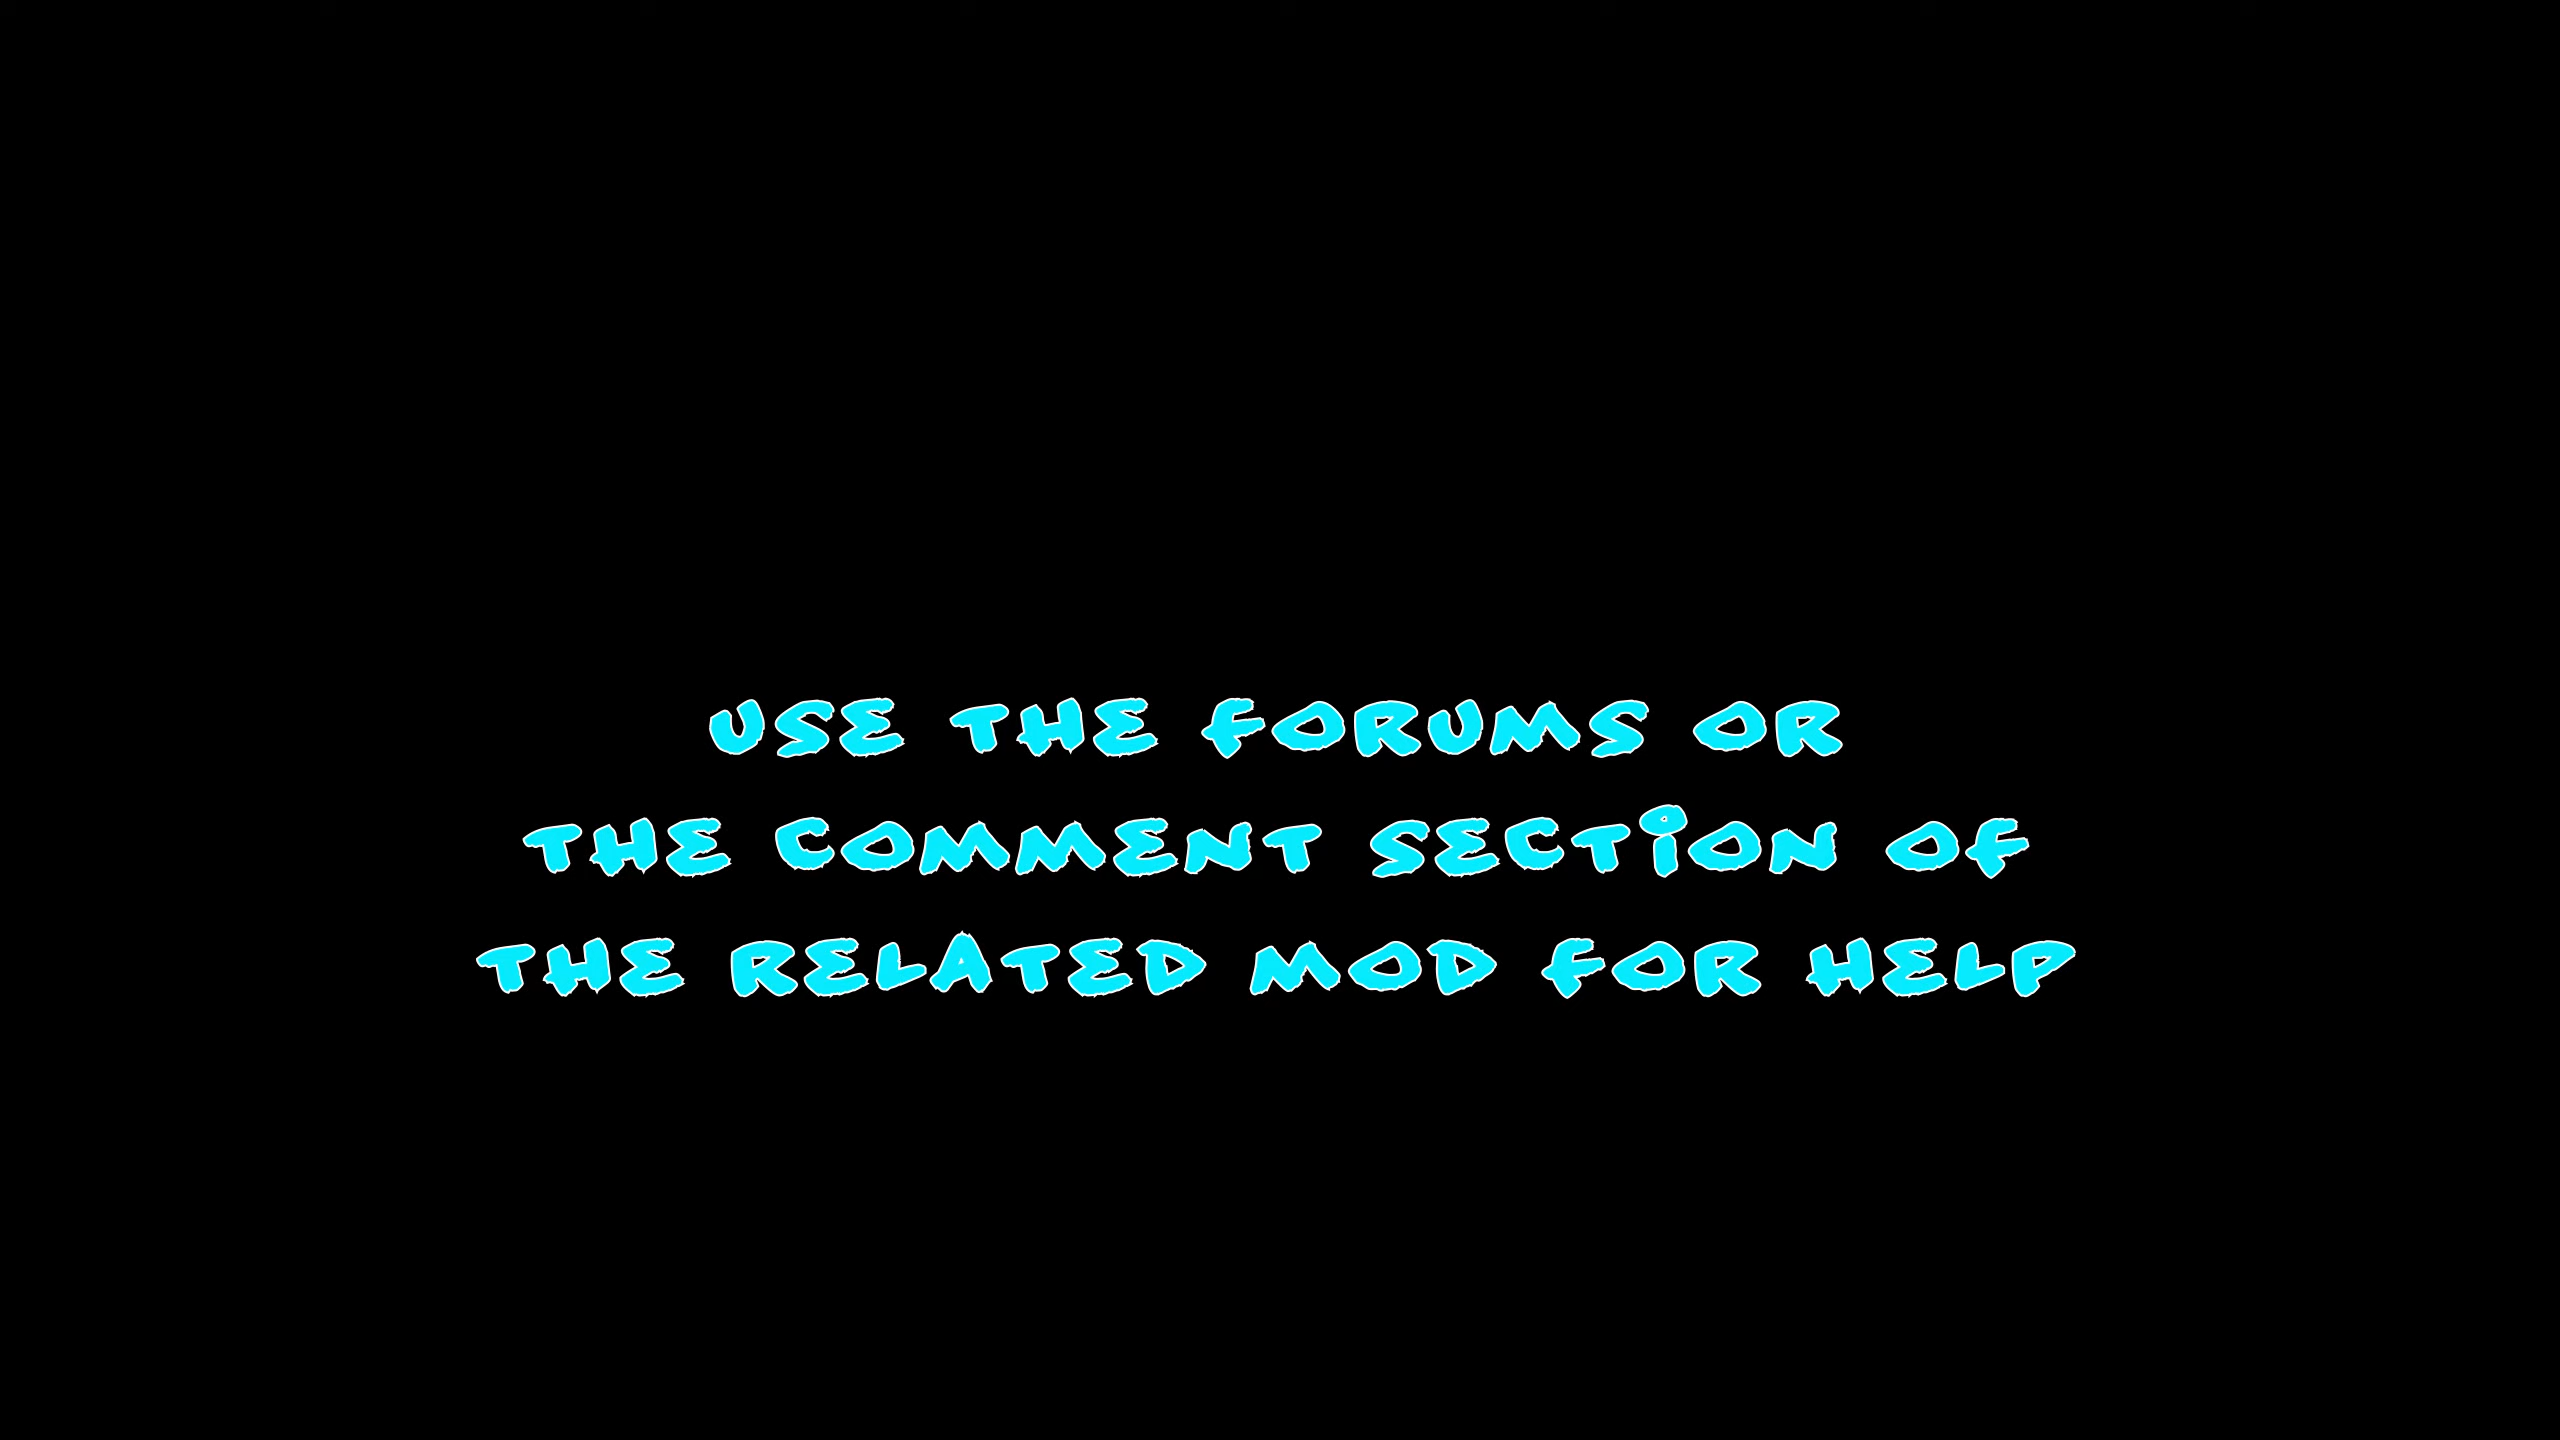 USE THE FORUMS OR
THE COMMENT SECTiON OF
THE RELATED MOD FOR HELP